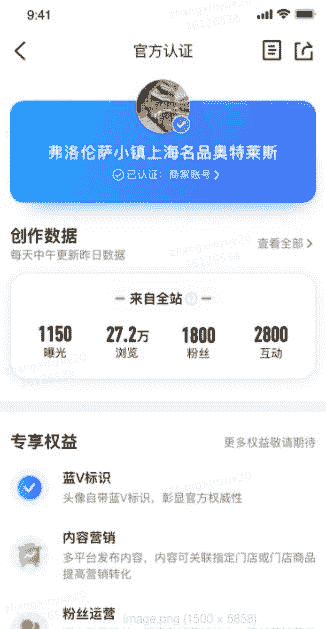 9:41
官方认证
弗洛伦萨小镇上海名品奥特莱斯
已认证：商家账号
创作数据
查看全部
每天中午更新昨日数据
来自全站
1150 27.2万 1800 2800
曝光 浏览 粉丝 互动
专享权益
更多权益敬请期待
蓝V标识
头像自带蓝V标识，彰显官方权威性
内容营销
多平台发布内容，内容可关联指定门店或门店商品
提高营销转化
粉丝运营
image.png (1500 × 5858)